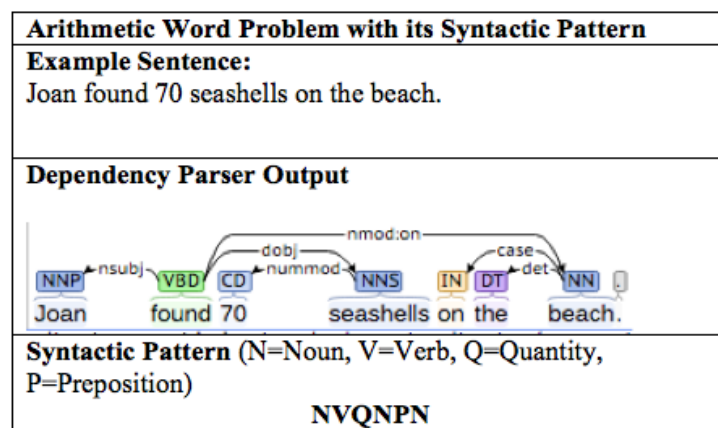 Arithmetic Word Problem with its Syntactic Pattern
Example Sentence:
Joan found 70 seashells on the beach.
Dependency Parser Output
nmod:on
dobj case
nsubj nummod det
NNP VBD CD NNS IN DT NN .
Joan found 70 seashells on the beach.
Syntactic Pattern (N=Noun, V=Verb, Q=Quantity,
P=Preposition)
NVQNPN